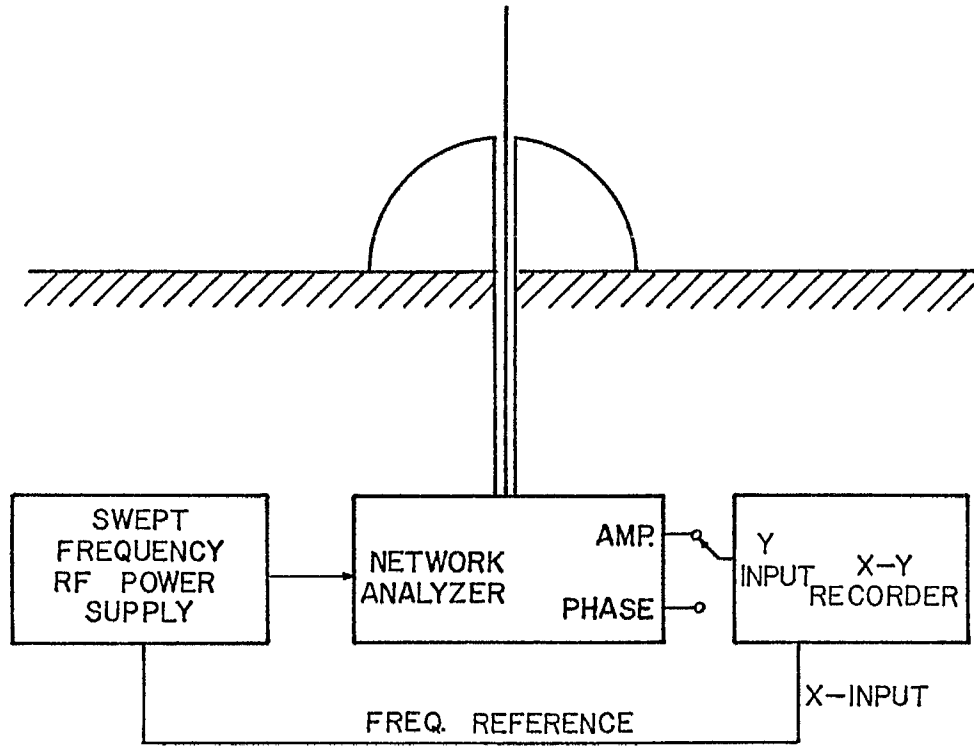 SWEPT
FREQUENCY
RF POWER
SUPPLY
NETWORK
ANALYZER
AMP.
PHASE
Y
INPUT
X-Y
RECORDER
X-INPUT
FREQ. REFERENCE